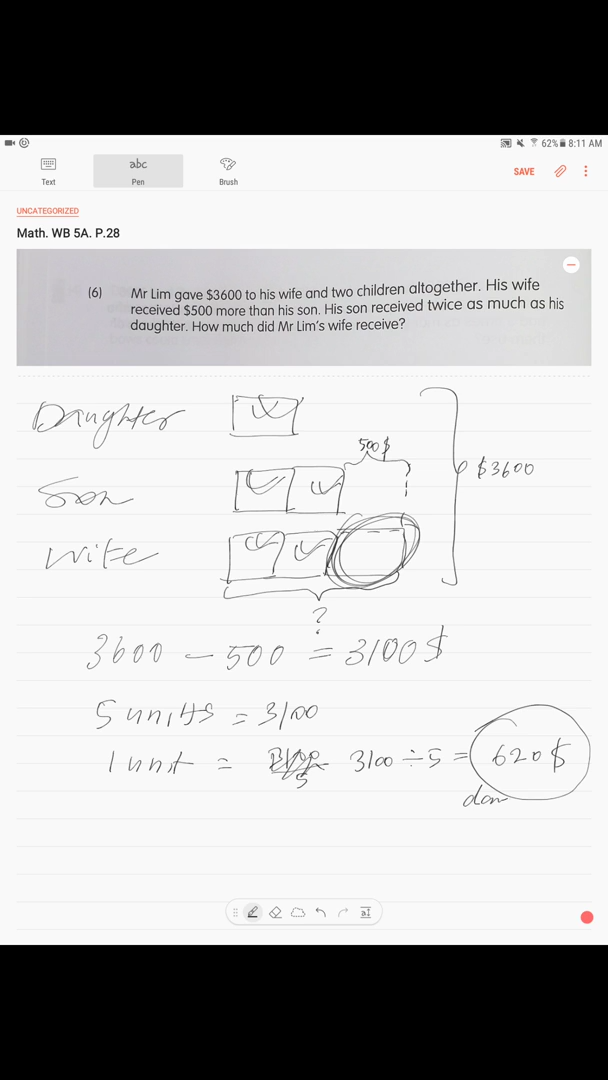 62% 8:11 AM
Text
abc
Pen
Brush
SAVE
UNCATEGORIZED
Math. WB 5A. P.28
(6) Mr Lim gave $3600 to his wife and two children altogether. His wife
received $500 more than his son. His son received twice as much as his
daughter. How much did Mr Lim's wife receive?
Daughter
500$
Son
$3600
Wife
?
3600 - 500 = 3100$
5 units = 3100
1 unit = 3100 ÷ 5 = 620$